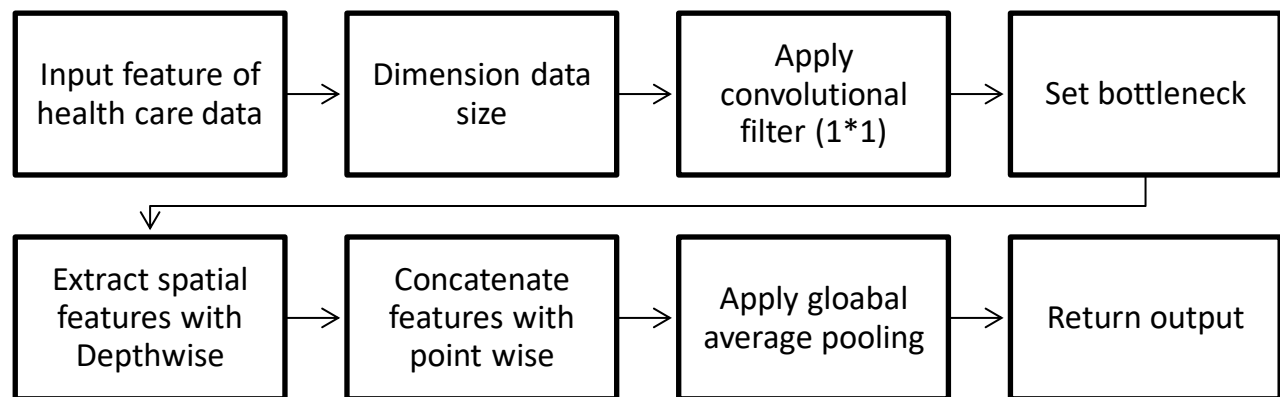 Input feature of
health care data
Dimension data
size
Apply
convolutional
filter (1*1)
Set bottleneck
Extract spatial
features with
Depthwise
Concatenate
features with
point wise
Apply gloabal
average pooling
Return output